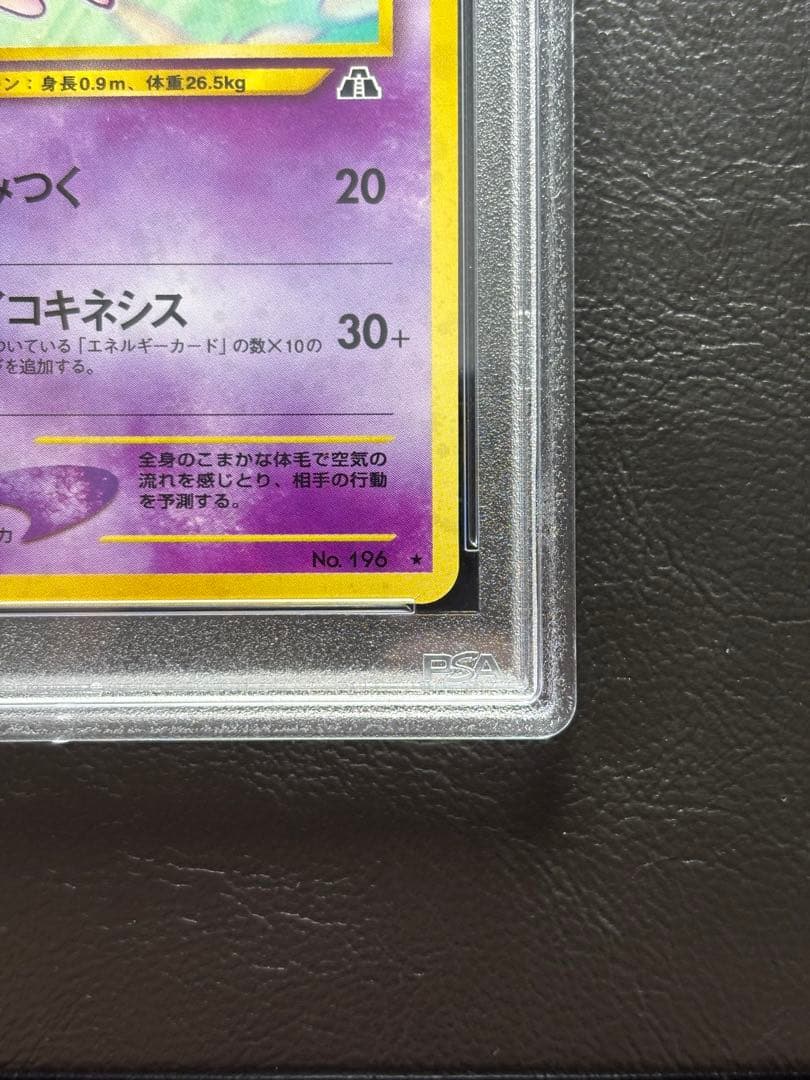 ン：身長0.9m、体重26.5kg
みつく 20
コキネシス 30+
ついている「エネルギーカード」の数×10の
を追加する。
全身のこまかな体毛で空気の
流れを感じとり、相手の行動
を予測する。
力
No. 196 ★
PSA